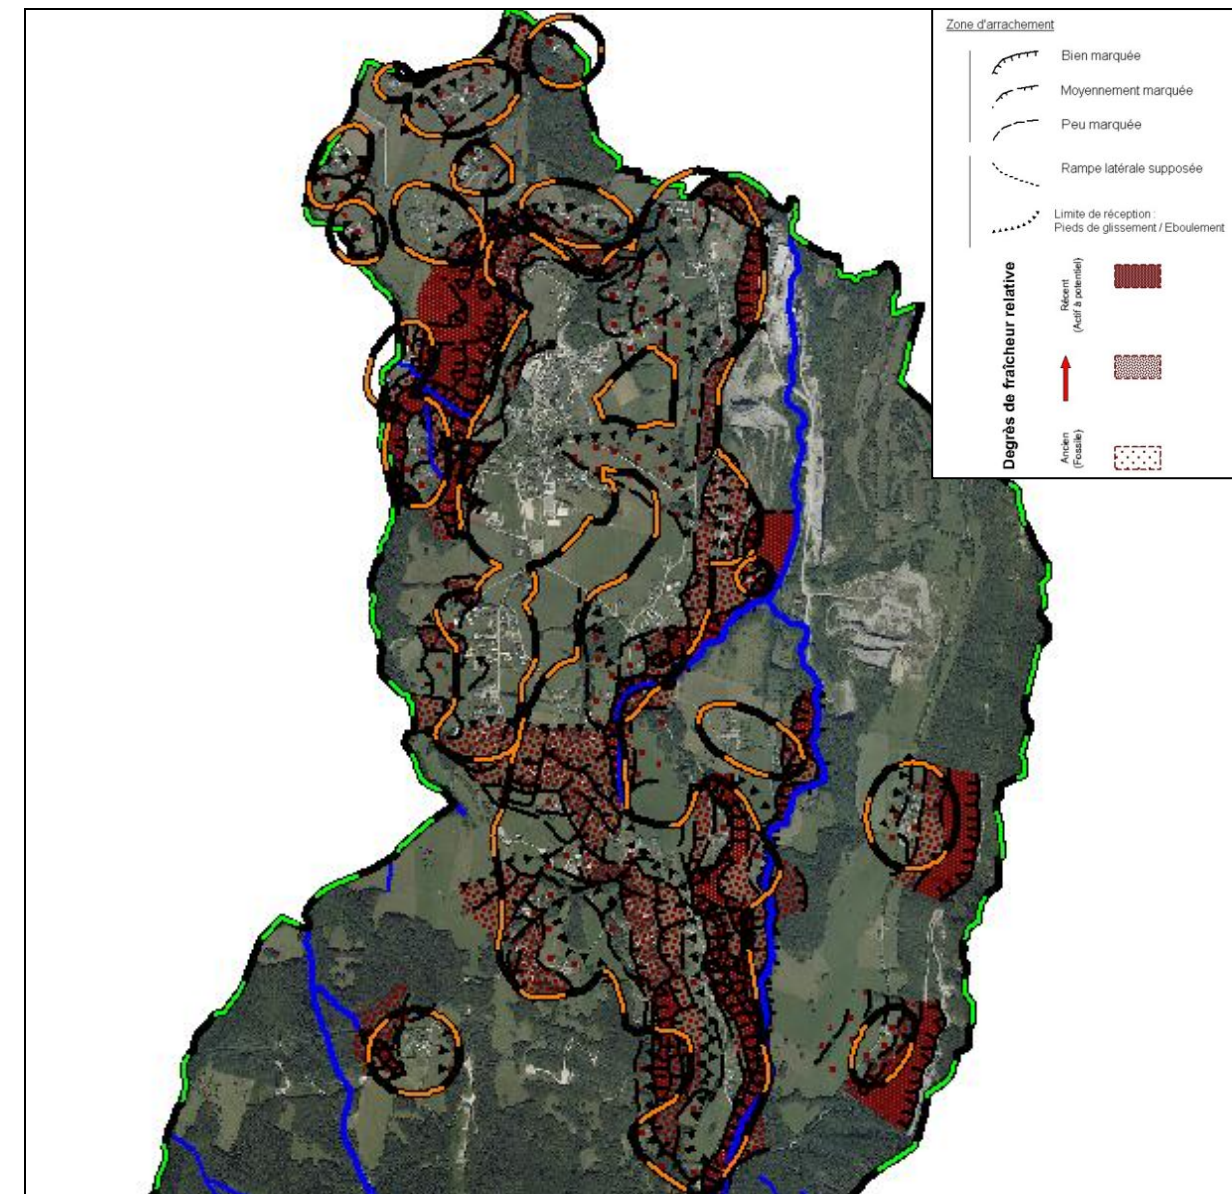 Zone d'arrachement
Bien marquée
Moyennement marquée
Peu marquée
Rampe latérale supposée
Limite de réception :
Pieds de glissement / Eboulement
Degrès de fraîcheur relative
Récent
(Actif à potentiel)
Ancien
(Fossile)